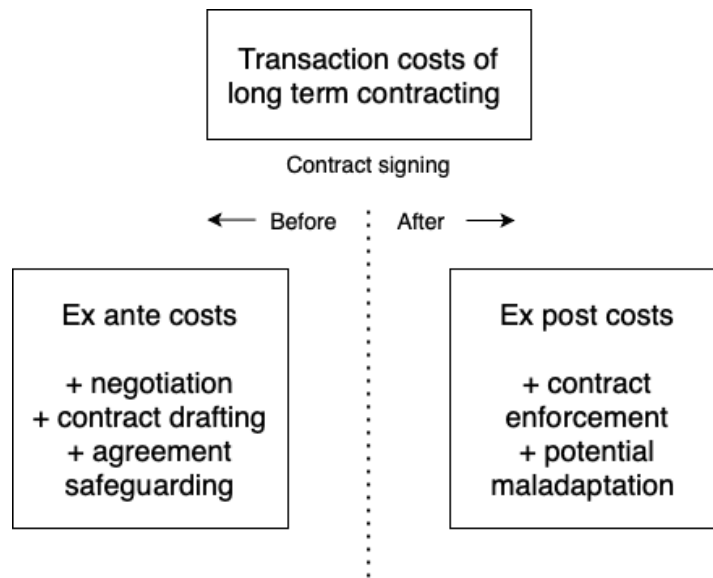 Transaction costs of
long term contracting
Contract signing
Before
After
Ex ante costs
+ negotiation
+ contract drafting
+ agreement
safeguarding
Ex post costs
+ contract
enforcement
+ potential
maladaptation